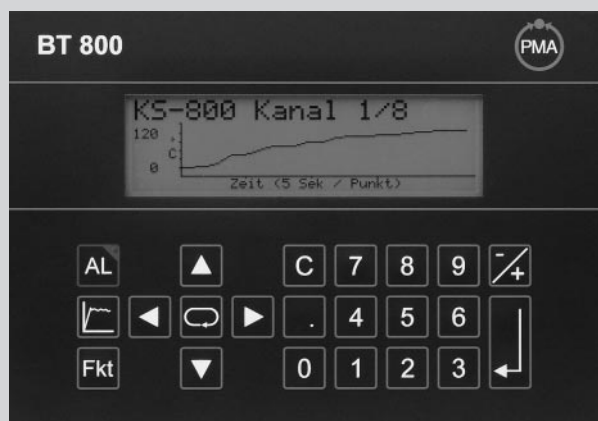 BT 800
PMA
KS-800 Kanal 1/8
120 .
C
0
Zeit (5 Sek / Punkt)
AL
C 7 8 9 -/+
. 4 5 6
Fkt 0 1 2 3